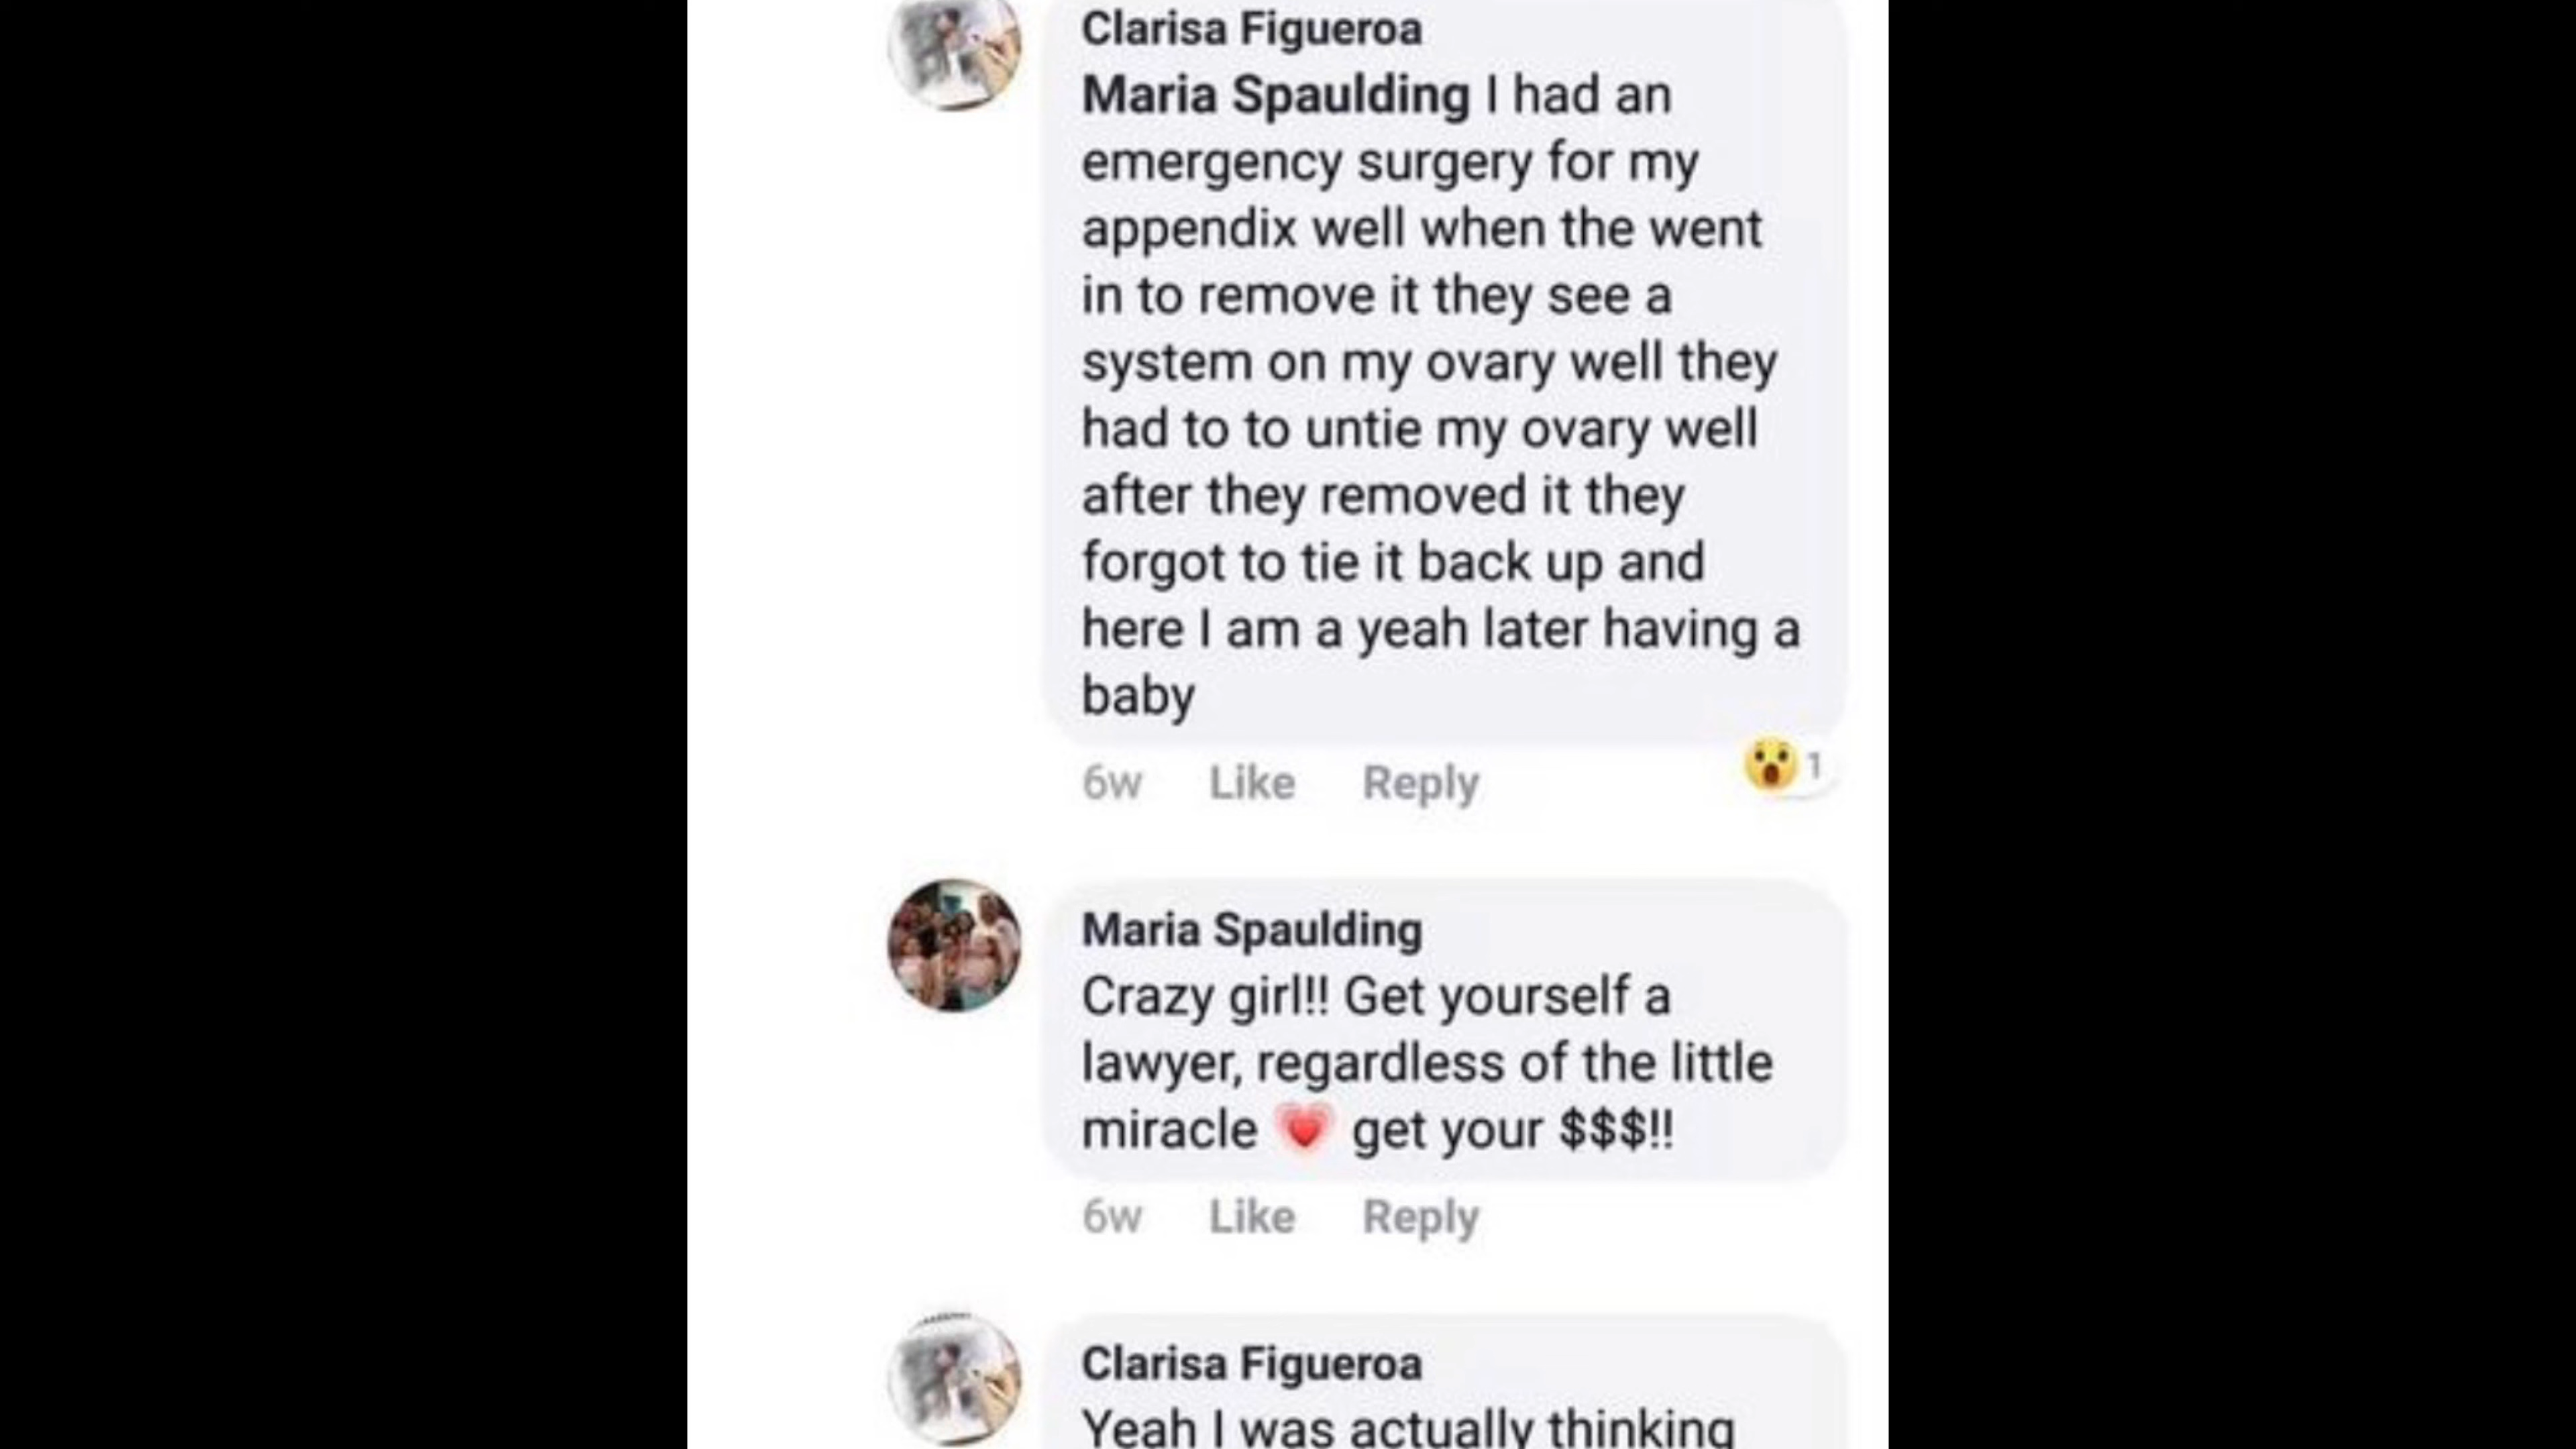 Clarisa Figueroa
Maria Spaulding I had an
emergency surgery for my
appendix well when the went
in to remove it they see a
system on my ovary well they
had to to untie my ovary well
after they removed it they
forgot to tie it back up and
here I am a yeah later having a
baby
6w Like Reply 😮 1
Maria Spaulding
Crazy girl!! Get yourself a
lawyer, regardless of the little
miracle 💗 get your $$$!!
6w Like Reply
Clarisa Figueroa
Yeah I was actually thinking